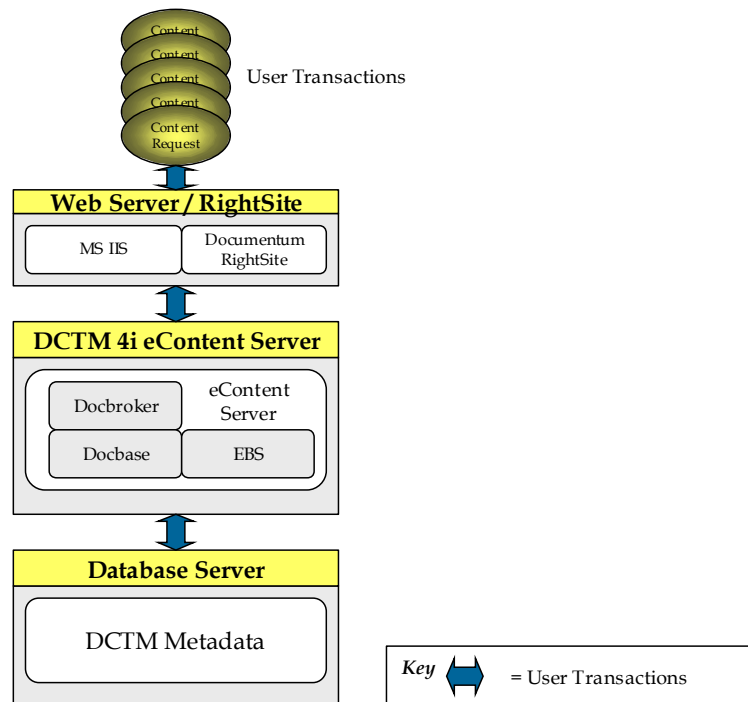 Content
Content
Content
Content
Content
Request
User Transactions
Web Server / RightSite
MS IIS
Documentum
RightSite
DCTM 4i eContent Server
eContent
Server
Docbroker
Docbase
EBS
Database Server
DCTM Metadata
Key
= User Transactions